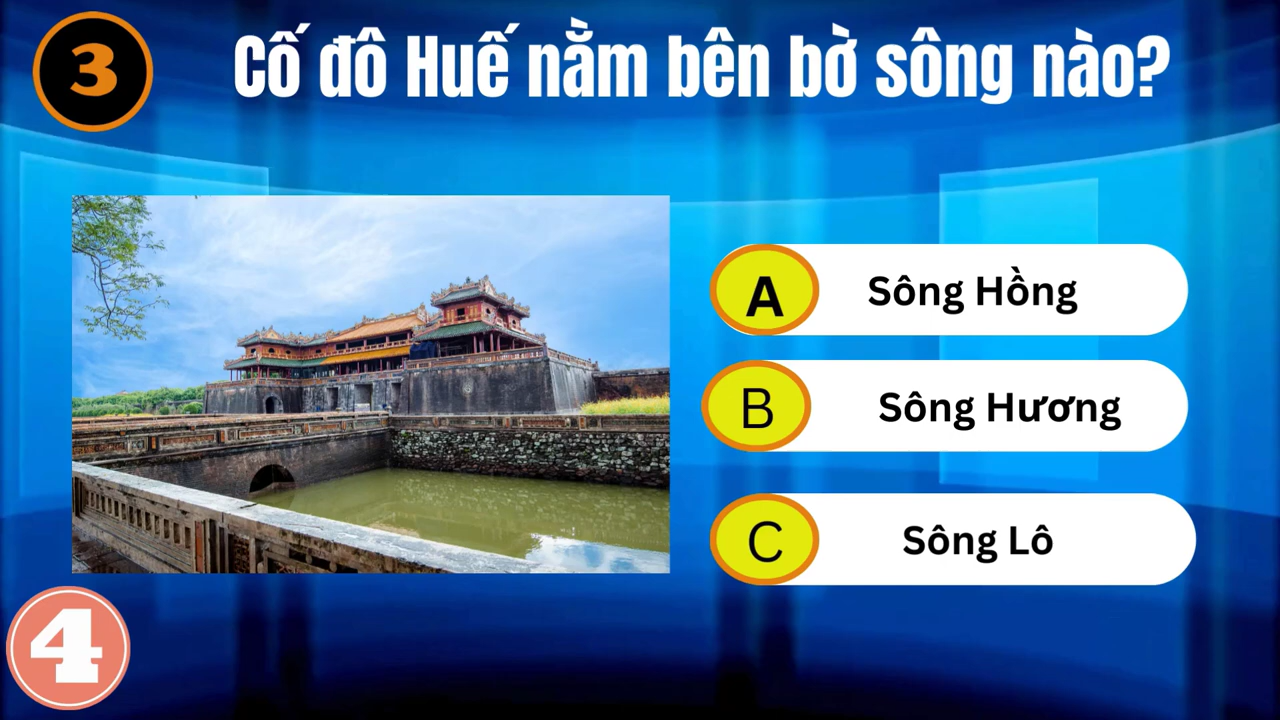 3
Cố đô Huế nằm bên bờ sông nào?
A Sông Hồng
B Sông Hương
C Sông Lô
4